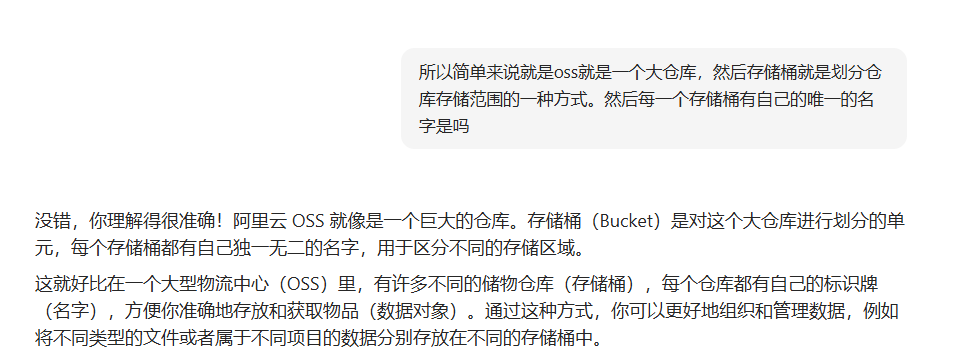 所以简单来说就是oss就是一个大仓库，然后存储桶就是划分仓
库存储范围的一种方式。然后每一个存储桶有自己的唯一的名
字是吗
没错，你理解得很准确！阿里云 OSS 就像是一个巨大的仓库。存储桶（Bucket）是对这个大仓库进行划分的单
元，每个存储桶都有自己独一无二的名字，用于区分不同的存储区域。
这就好比在一个大型物流中心（OSS）里，有许多不同的储物仓库（存储桶），每个仓库都有自己的标识牌
（名字），方便你准确地存放和获取物品（数据对象）。通过这种方式，你可以更好地组织和管理数据，例如
将不同类型的文件或者属于不同项目的数据分别存放在不同的存储桶中。